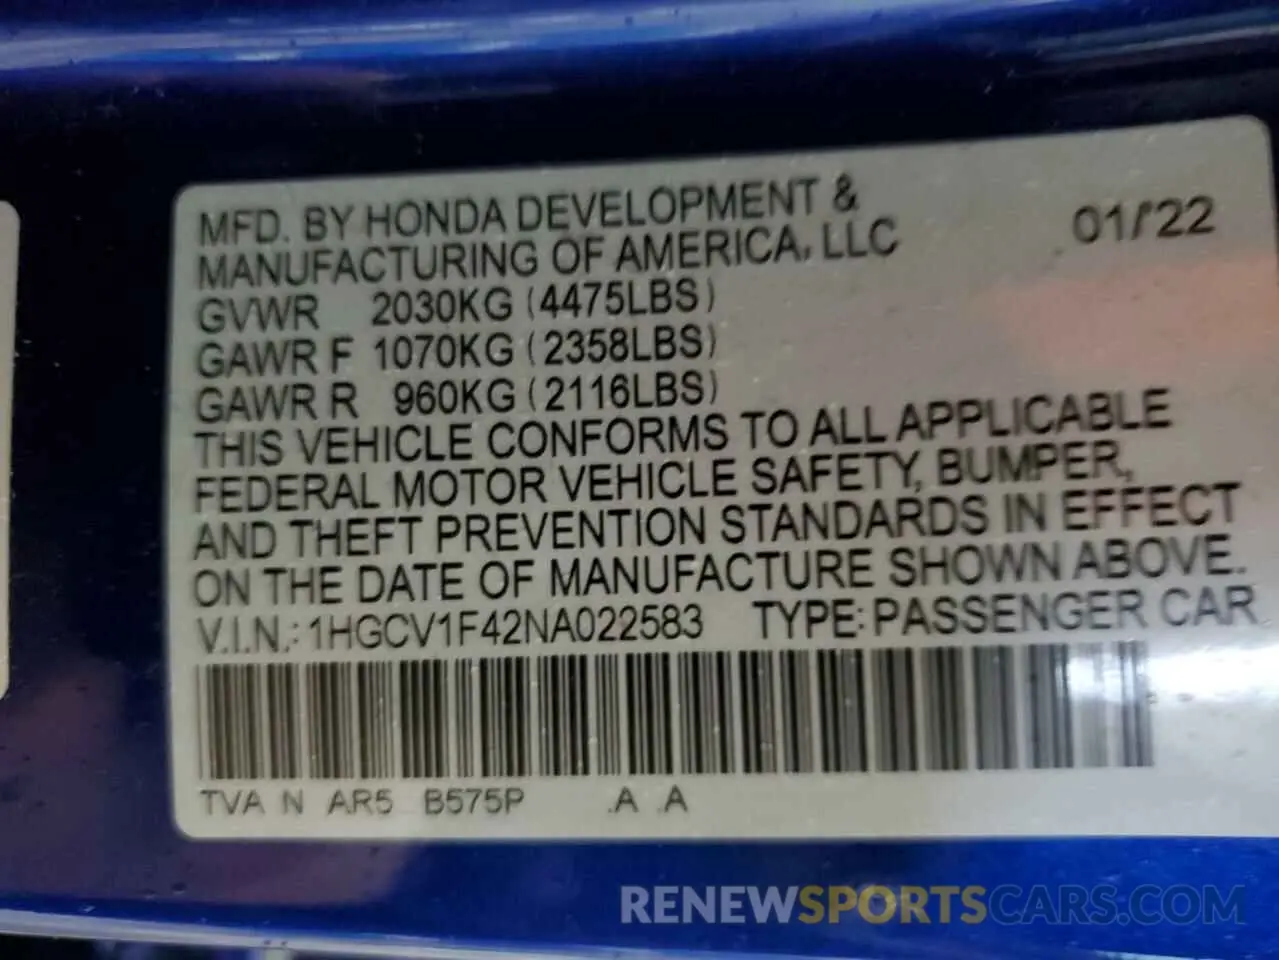 MFD. BY HONDA DEVELOPMENT &
MANUFACTURING OF AMERICA, LLC 01/'22
GVWR 2030KG (4475LBS)
GAWR F 1070KG (2358LBS)
GAWR R 960KG (2116LBS)
THIS VEHICLE CONFORMS TO ALL APPLICABLE
FEDERAL MOTOR VEHICLE SAFETY, BUMPER,
AND THEFT PREVENTION STANDARDS IN EFFECT
ON THE DATE OF MANUFACTURE SHOWN ABOVE.
V.I.N.: 1HGCV1F42NA022583 TYPE: PASSENGER CAR
TVA N AR5 B575P .A .A
RENEWSPORTSCARS.COM